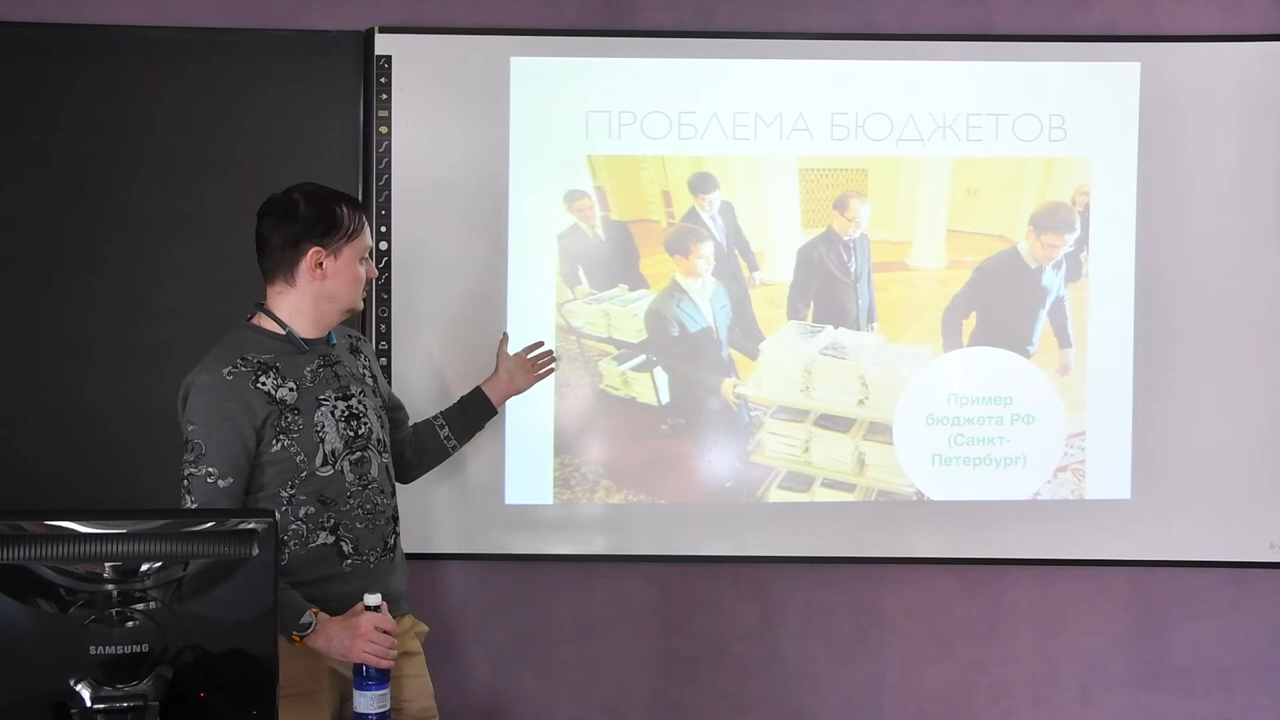 ПРОБЛЕМА БЮДЖЕТОВ
Пример
бюджета РФ
(Санкт-
Петербург)
SAMSUNG